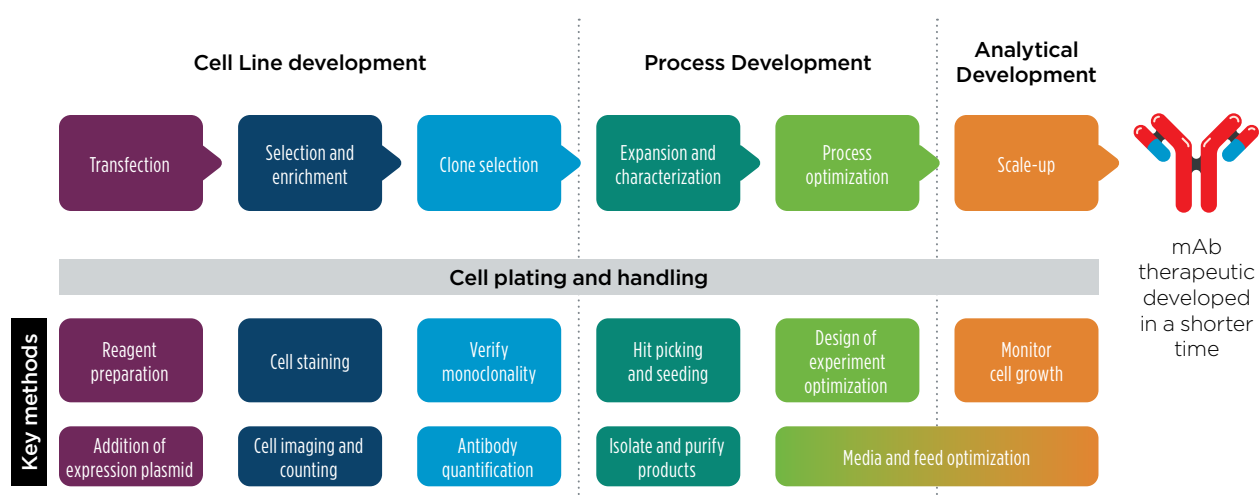 Cell Line development
Process Development
Analytical
Development
Transfection
Selection and
enrichment
Clone selection
Expansion and
characterization
Process
optimization
Scale-up
mAb
therapeutic
developed
in a shorter
time
Cell plating and handling
Key methods
Reagent
preparation
Cell staining
Verify
monoclonality
Hit picking
and seeding
Design of
experiment
optimization
Monitor
cell growth
Addition of
expression plasmid
Cell imaging and
counting
Antibody
quantification
Isolate and purify
products
Media and feed optimization